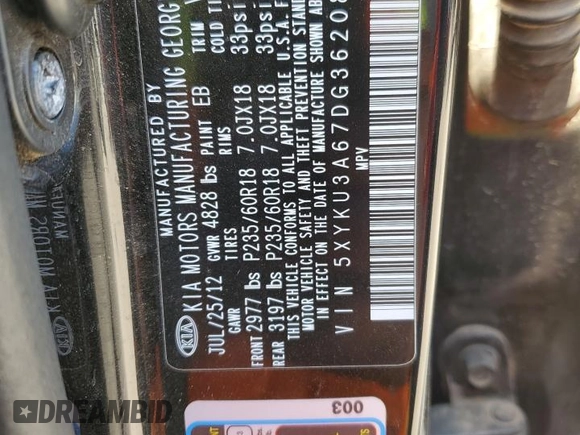 MANUFACTURED BY
KIA KIA MOTORS MANUFACTURING GEORG
JUL/25/12 GVWR 4828 lbs PAINT EB TRIM
GAWR TIRES RIMS COLD TI
FRONT 2977 lbs P235/60R18 7.0JX18 33psi
REAR 3197 lbs P235/60R18 7.0JX18 33psi
THIS VEHICLE CONFORMS TO ALL APPLICABLE U.S.A. F
MOTOR VEHICLE SAFETY AND THEFT PREVENTION STAND
IN EFFECT ON THE DATE OF MANUFACTURE SHOWN AB
VIN 5XYKU3A67DG36208
MPV
003
DREAMBID